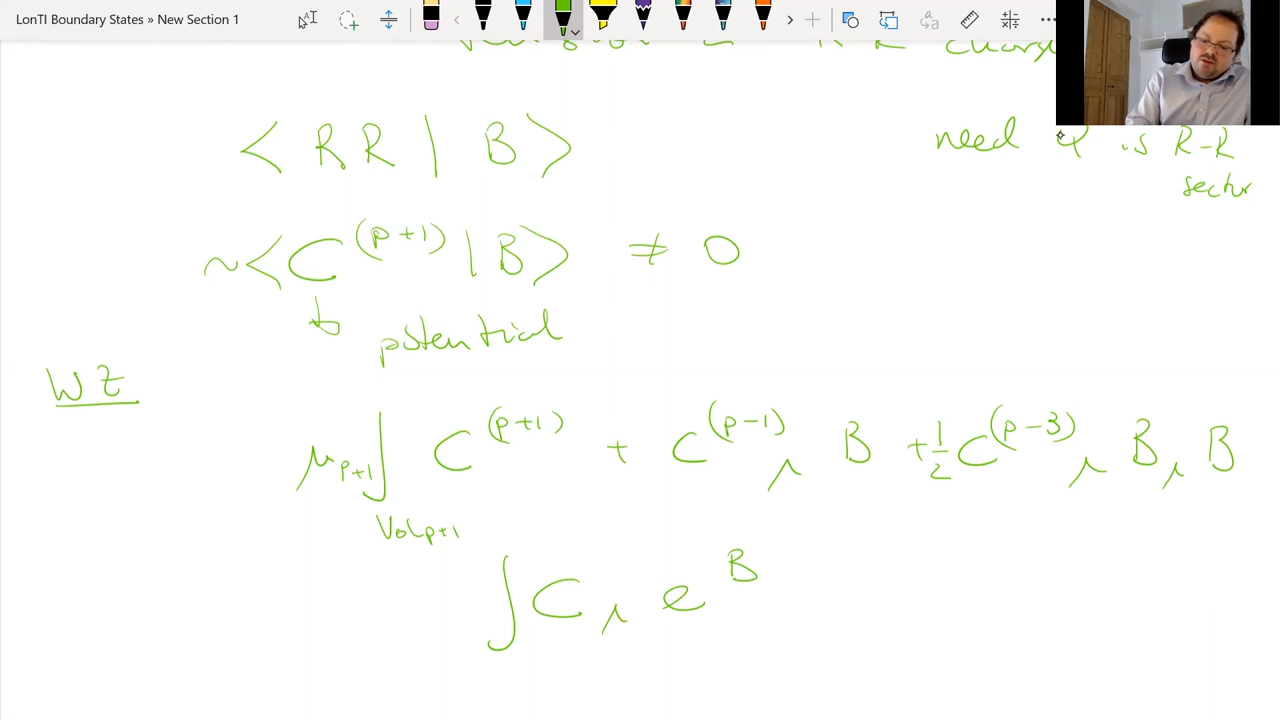 LonTI Boundary States » New Section 1
R R charge
< R R | B >
need Q is R-R
sector
~< C^(p+1) | B > ≠ 0
↳ potential
WZ
μ_{p+1} ∫_{Vol_{p+1}} C^(p+1) + C^(p-1) ∧ B + 1/2 C^(p-3) ∧ B ∧ B
∫ C ∧ e^B